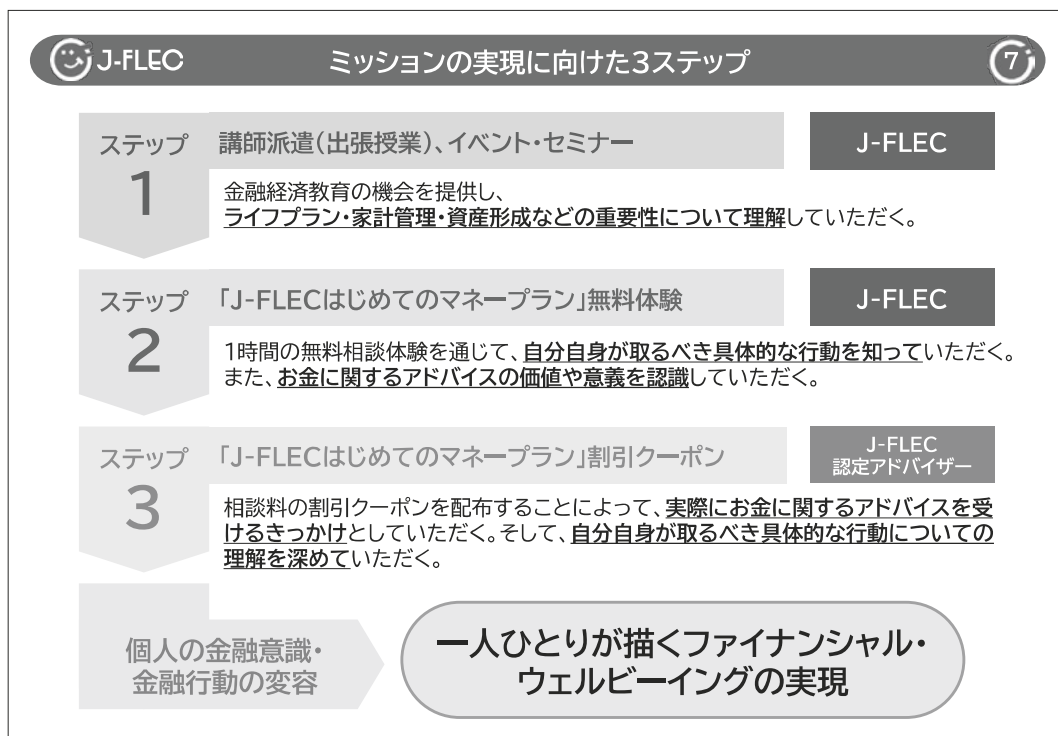 J-FLEC
ミッションの実現に向けた3ステップ
7
ステップ
1
講師派遣(出張授業)、イベント・セミナー
J-FLEC
金融経済教育の機会を提供し、
ライフプラン・家計管理・資産形成などの重要性について理解していただく。
ステップ
2
「J-FLECはじめてのマネープラン」無料体験
J-FLEC
1時間の無料相談体験を通じて、自分自身が取るべき具体的な行動を知っていただく。
また、お金に関するアドバイスの価値や意義を認識していただく。
ステップ
3
「J-FLECはじめてのマネープラン」割引クーポン
J-FLEC
認定アドバイザー
相談料の割引クーポンを配布することによって、実際にお金に関するアドバイスを受
けるきっかけとしていただく。そして、自分自身が取るべき具体的な行動についての
理解を深めていただく。
個人の金融意識・
金融行動の変容
一人ひとりが描くファイナンシャル・
ウェルビーイングの実現